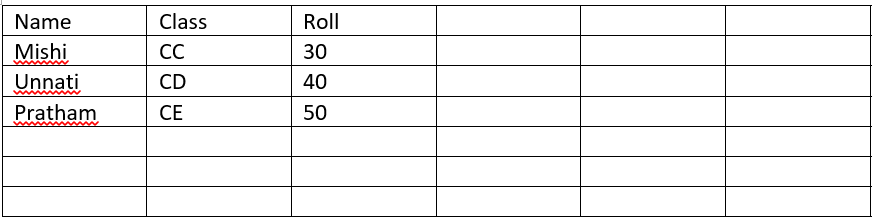 Name Class Roll
Mishi CC 30
Unnati CD 40
Pratham CE 50